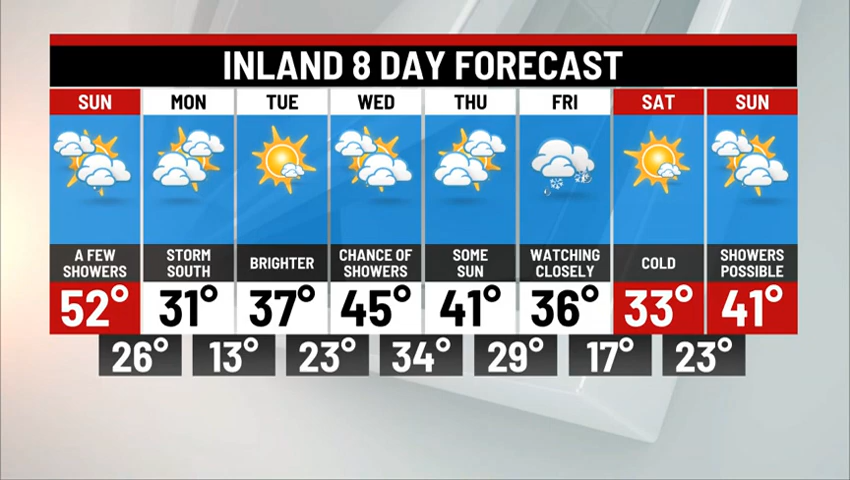 INLAND 8 DAY FORECAST
SUN MON TUE WED THU FRI SAT SUN
A FEW
SHOWERS
STORM
SOUTH
BRIGHTER
CHANCE OF
SHOWERS
SOME
SUN
WATCHING
CLOSELY
COLD
SHOWERS
POSSIBLE
52° 31° 37° 45° 41° 36° 33° 41°
26° 13° 23° 34° 29° 17° 23°